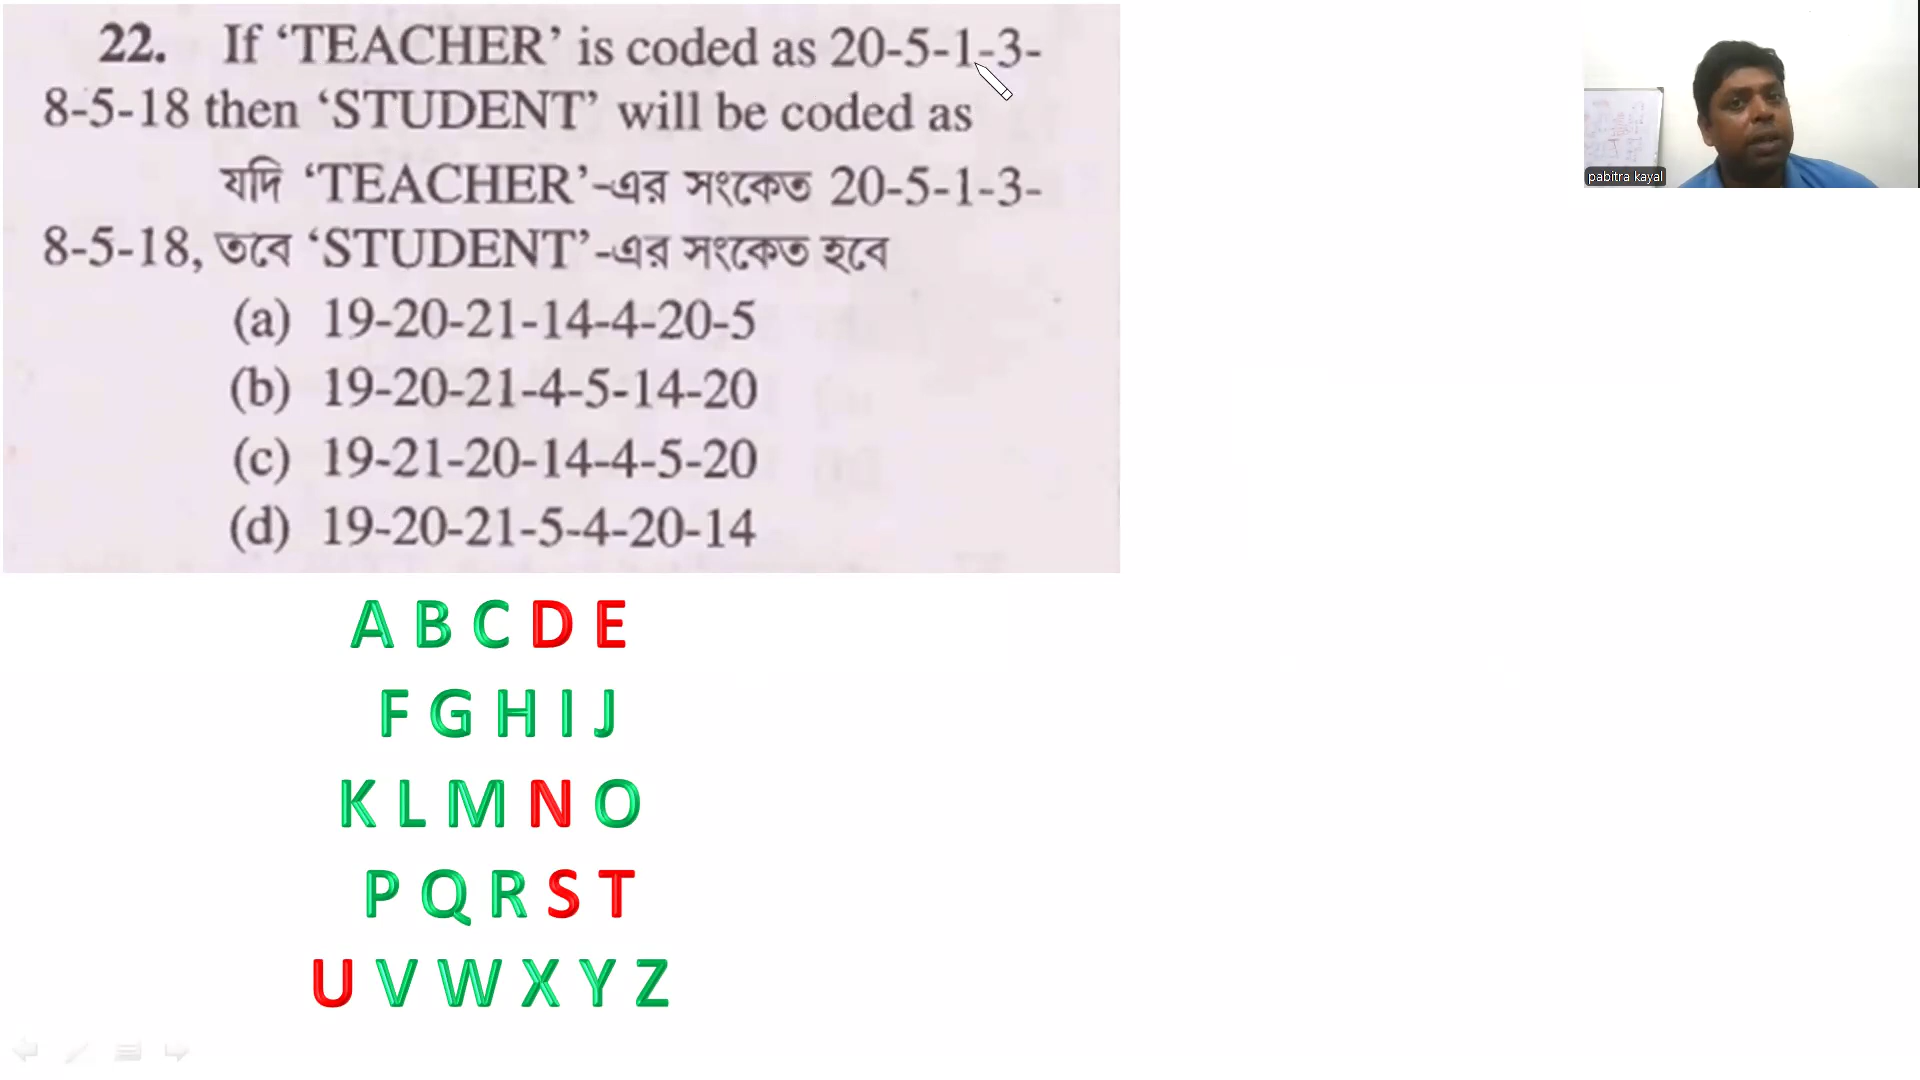 22. If ‘TEACHER’ is coded as 20-5-1-3-
8-5-18 then ‘STUDENT’ will be coded as
যদি ‘TEACHER’-এর সংকেত 20-5-1-3-
8-5-18, তবে ‘STUDENT’-এর সংকেত হবে
(a) 19-20-21-14-4-20-5
(b) 19-20-21-4-5-14-20
(c) 19-21-20-14-4-5-20
(d) 19-20-21-5-4-20-14
A B C D E
F G H I J
K L M N O
P Q R S T
U V W X Y Z
pabitra kayal